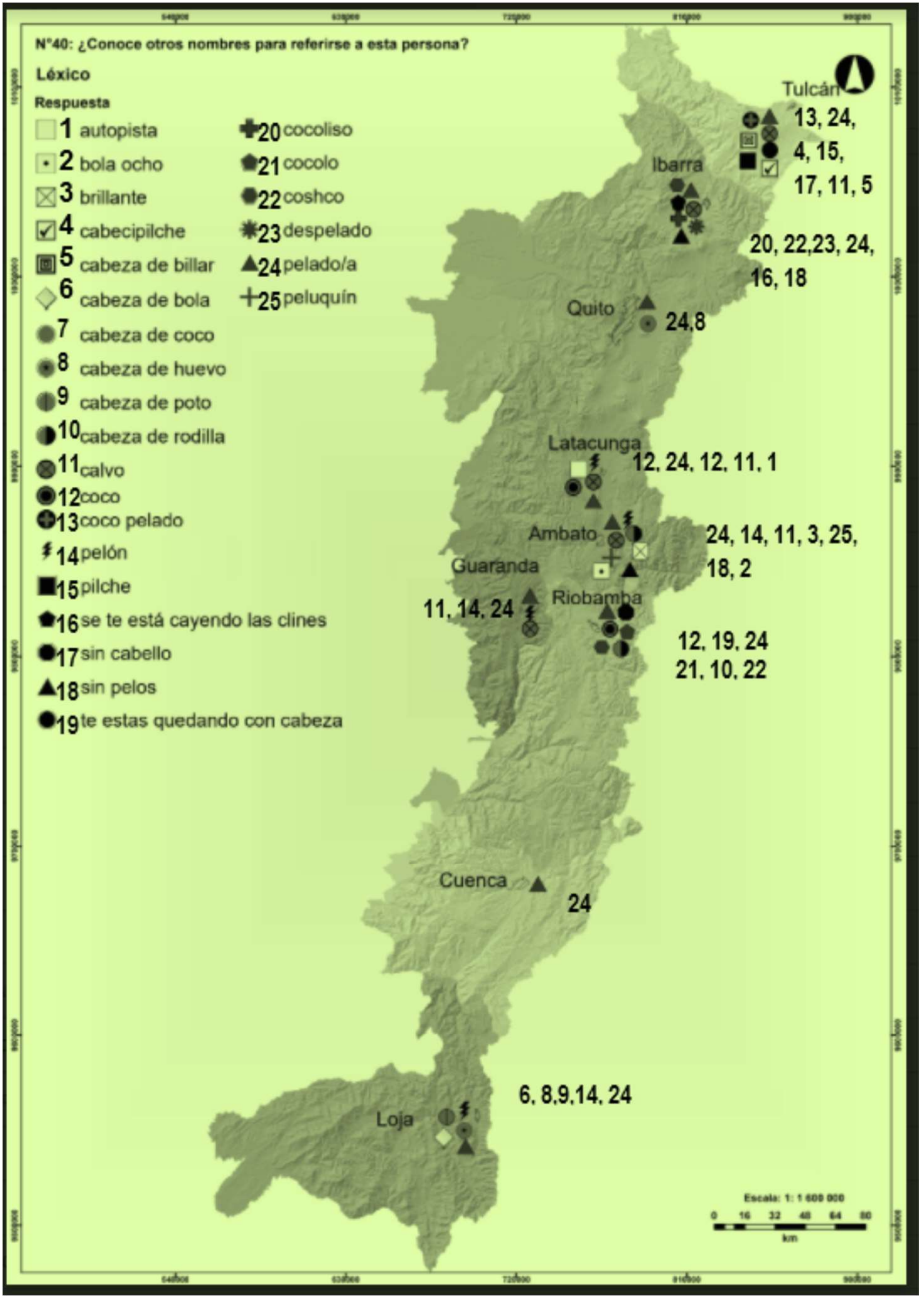 N°40: ¿Conoce otros nombres para referirse a esta persona?
Léxico
Respuesta
1 autopista
2 bola ocho
3 brillante
4 cabecipilche
5 cabeza de billar
6 cabeza de bola
7 cabeza de coco
8 cabeza de huevo
9 cabeza de poto
10 cabeza de rodilla
11 calvo
12 coco
13 coco pelado
14 pelón
15 pilche
16 se te está cayendo las clines
17 sin cabello
18 sin pelos
19 te estas quedando con cabeza
20 cocoliso
21 cocolo
22 coshco
23 despelado
24 pelado/a
25 peluquín
Tulcán
13, 24,
4, 15,
17, 11, 5
Ibarra
20, 22,23, 24,
16, 18
Quito
24,8
Latacunga
12, 24, 12, 11, 1
Ambato
24, 14, 11, 3, 25,
18, 2
Guaranda
11, 14, 24
Riobamba
12, 19, 24
21, 10, 22
Cuenca
24
Loja
6, 8,9,14, 24
Escala: 1: 1 600 000
0 16 32 48 64 80
km